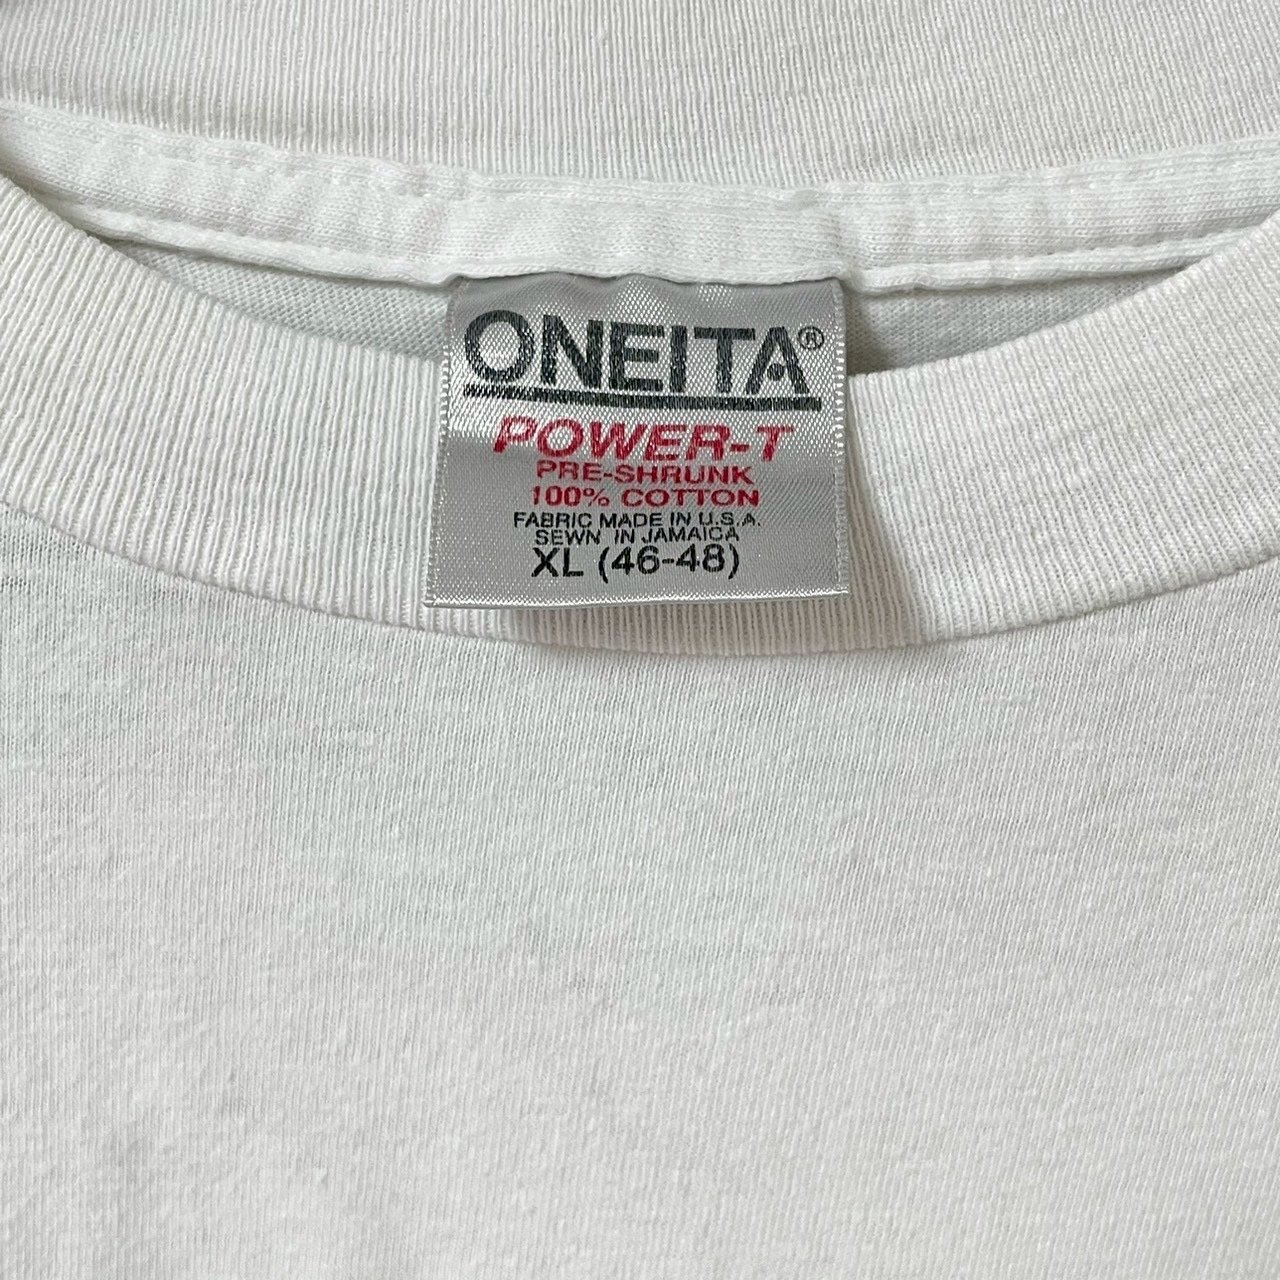 ONEITA®
POWER-T
PRE-SHRUNK
100% COTTON
FABRIC MADE IN U.S.A.
SEWN IN JAMAICA
XL (46-48)